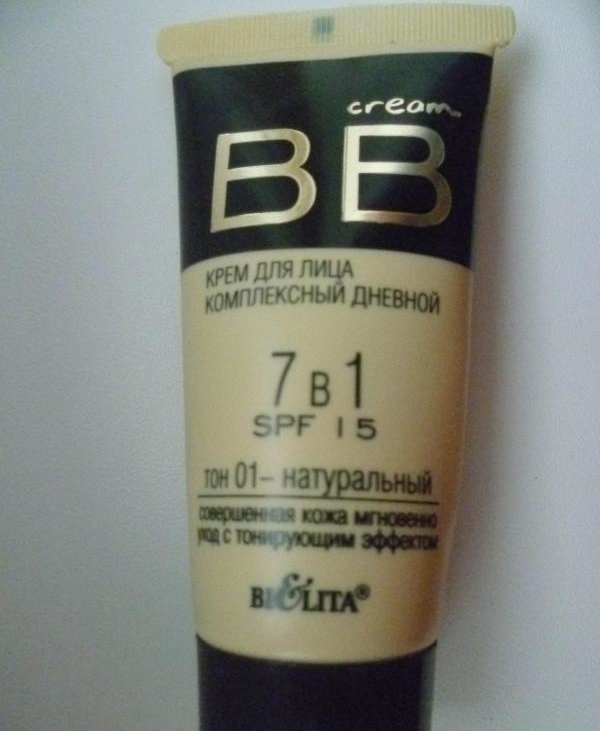 cream
BB
КРЕМ ДЛЯ ЛИЦА
КОМПЛЕКСНЫЙ ДНЕВНОЙ
7 в 1
SPF 15
тон 01– натуральный
совершенная кожа мгновенно
уход с тонирующим эффектом
BI&LITA®